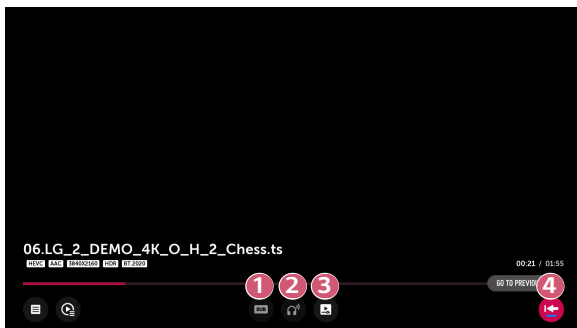 06.LG_2_DEMO_4K_O_H_2_Chess.ts
HEVC AAC 3840X2160 HDR BT.2020
00:21 / 01:55
1 2 3 4
GO TO PREVIOU
SUB